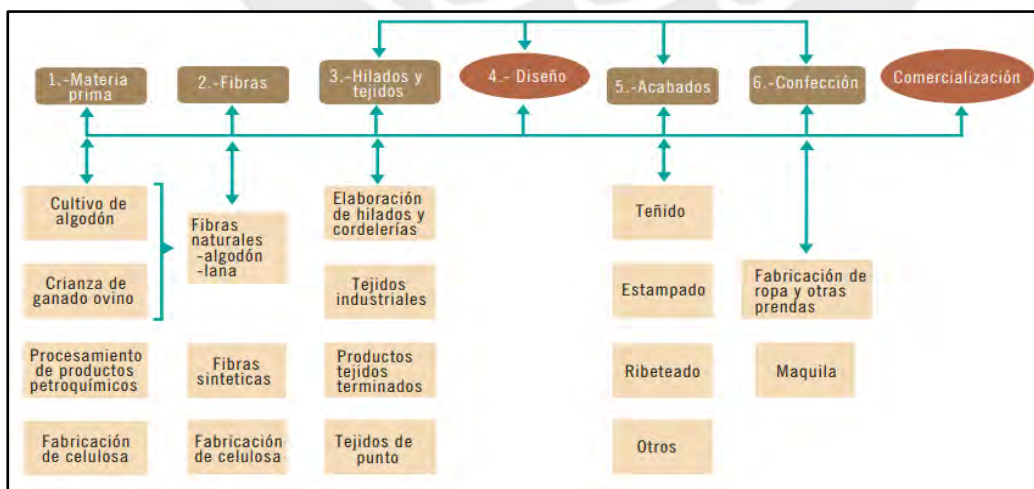 1.-Materia
prima
2.-Fibras
3.-Hilados y
tejidos
4.- Diseño
5.-Acabados
6.-Confección
Comercialización
Cultivo de
algodón
Crianza de
ganado ovino
Procesamiento
de productos
petroquímicos
Fabricación
de celulosa
Fibras
naturales
-algodón
-lana
Fibras
sinteticas
Fabricación
de celulosa
Elaboración
de hilados y
cordelerías
Tejidos
industriales
Productos
tejidos
terminados
Tejidos de
punto
Teñido
Estampado
Ribeteado
Otros
Fabricación de
ropa y otras
prendas
Maquila